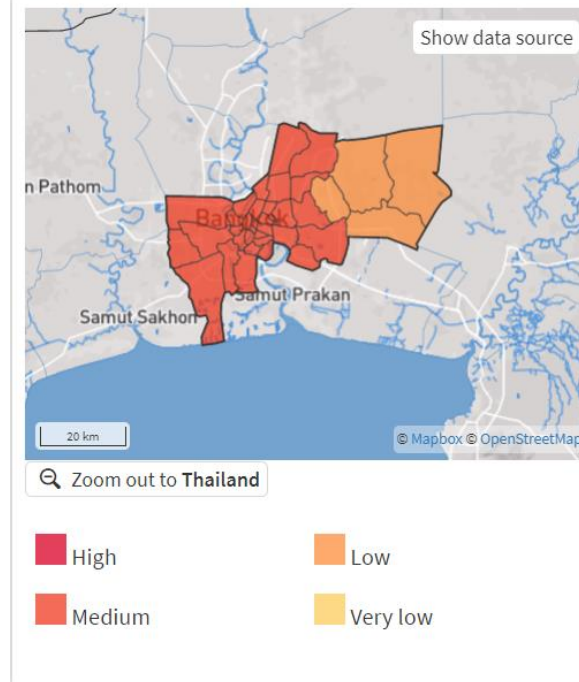 Show data source
n Pathom
Bangkok
Samut Prakan
Samut Sakhon
20 km
© Mapbox © OpenStreetMap
Zoom out to Thailand
High
Low
Medium
Very low